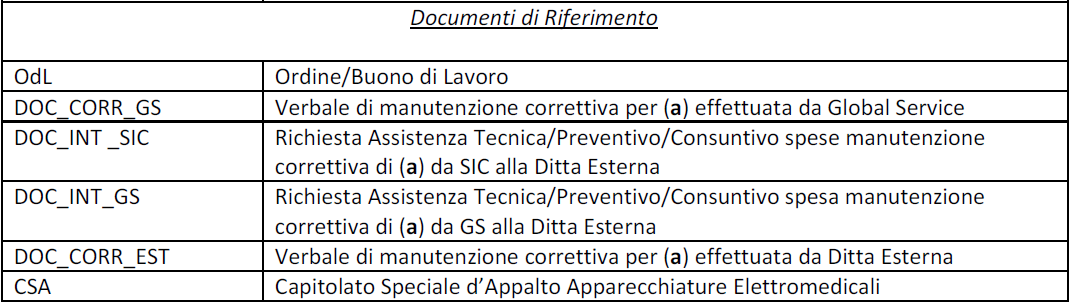 Documenti di Riferimento
OdL Ordine/Buono di Lavoro
DOC_CORR_GS Verbale di manutenzione correttiva per (a) effettuata da Global Service
DOC_INT _SIC Richiesta Assistenza Tecnica/Preventivo/Consuntivo spese manutenzione
correttiva di (a) da SIC alla Ditta Esterna
DOC_INT_GS Richiesta Assistenza Tecnica/Preventivo/Consuntivo spesa manutenzione
correttiva di (a) da GS alla Ditta Esterna
DOC_CORR_EST Verbale di manutenzione correttiva per (a) effettuata da Ditta Esterna
CSA Capitolato Speciale d’Appalto Apparecchiature Elettromedicali